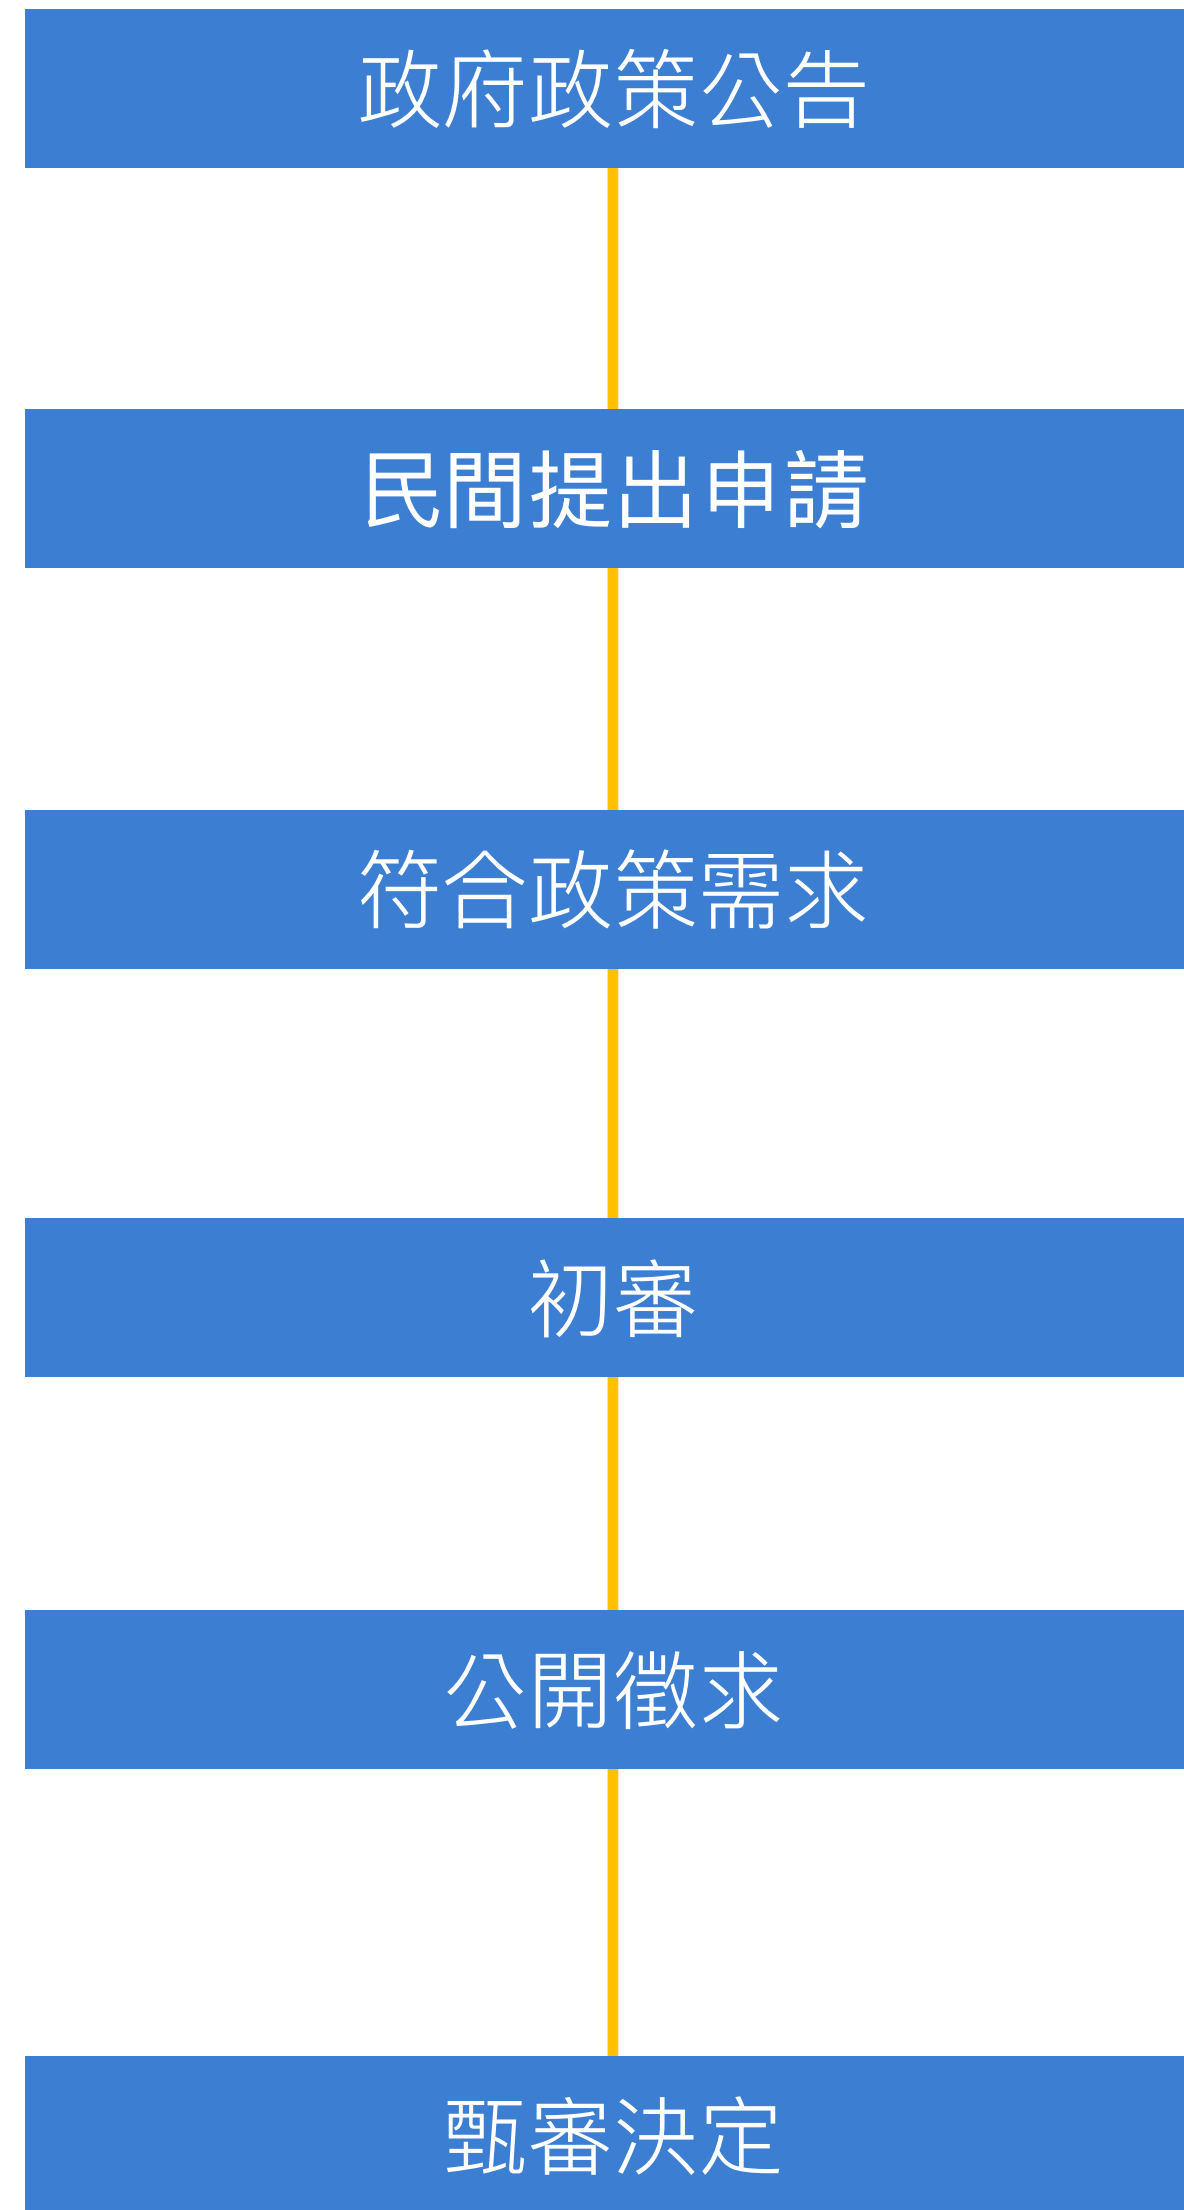 政府政策公告
民間提出申請
符合政策需求
初審
公開徵求
甄審決定